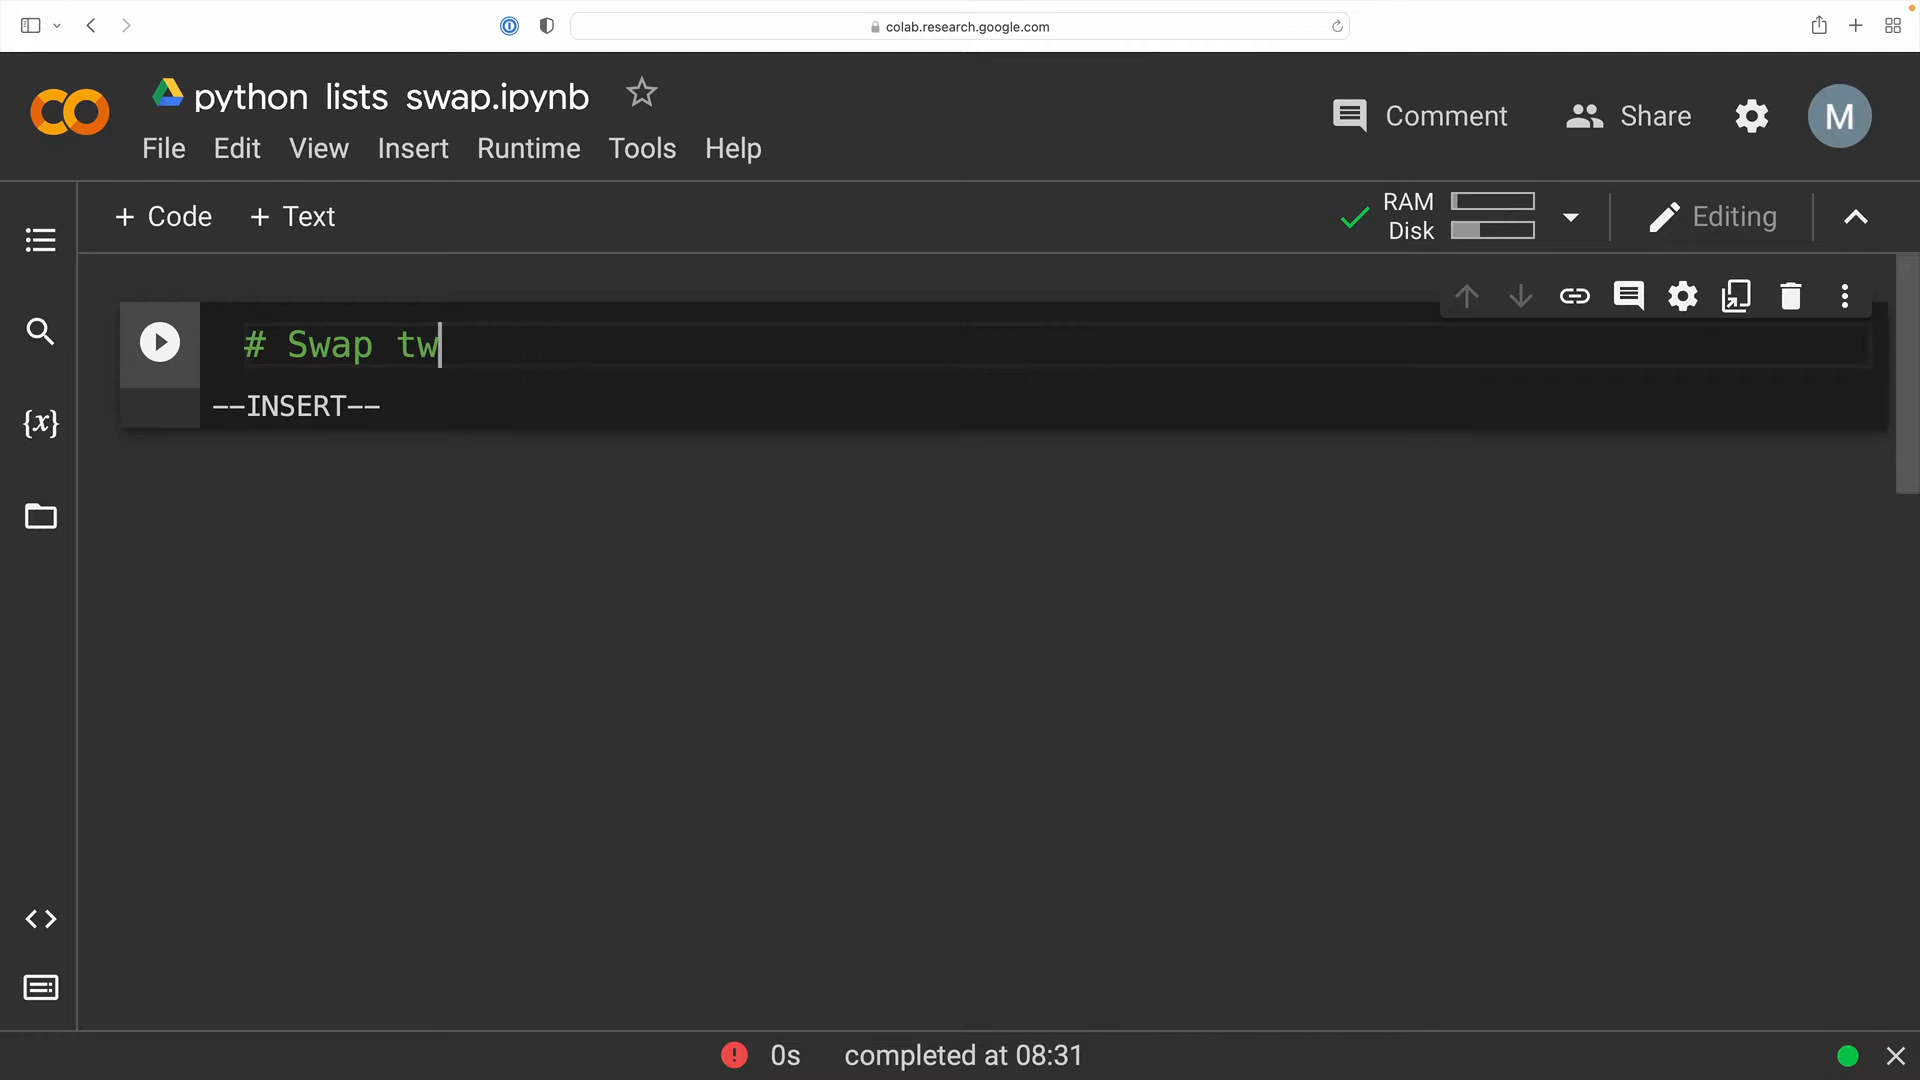 colab.research.google.com
python lists swap.ipynb
Comment
Share
M
File Edit View Insert Runtime Tools Help
+ Code + Text
RAM
Disk
Editing
# Swap tw
--INSERT--
{x}
0s completed at 08:31